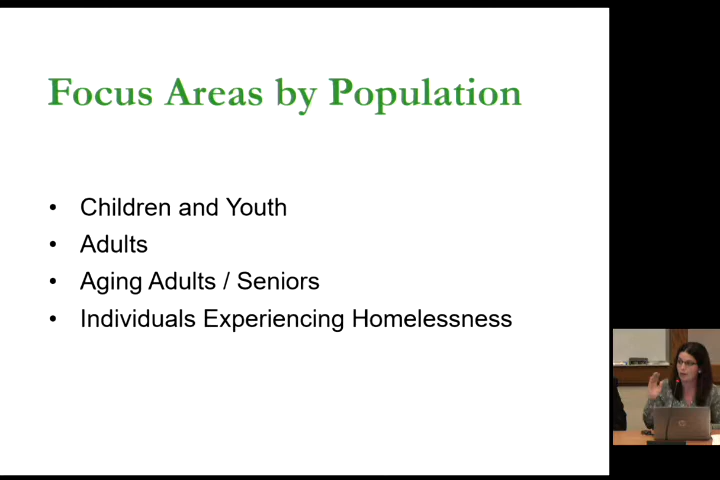 Focus Areas by Population
• Children and Youth
• Adults
• Aging Adults / Seniors
• Individuals Experiencing Homelessness